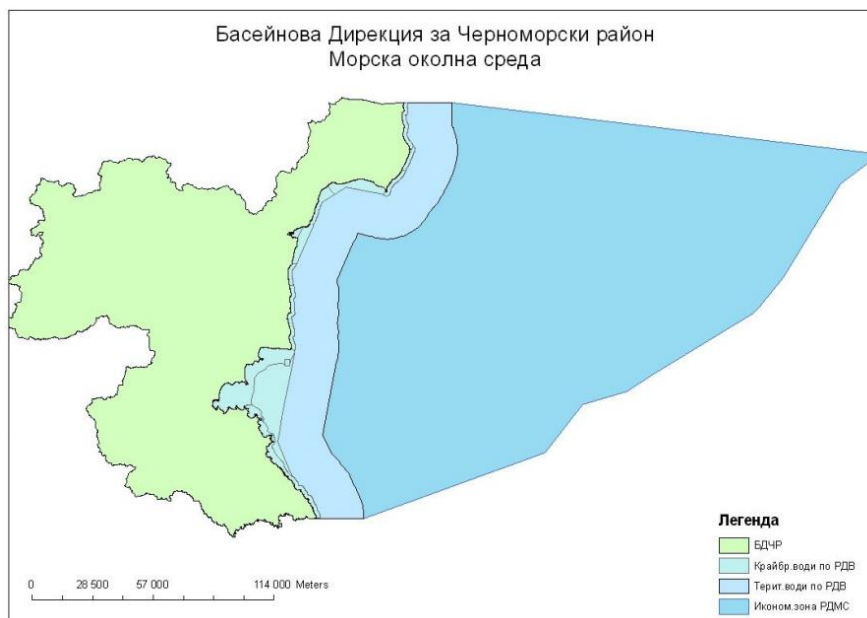 Басейнова Дирекция за Черноморски район
Морска околна среда
Легенда
БДЧР
Крайбр.води по РДВ
Терит.води по РДВ
Иконом.зона РДМС
0 28 500 57 000 114 000 Meters